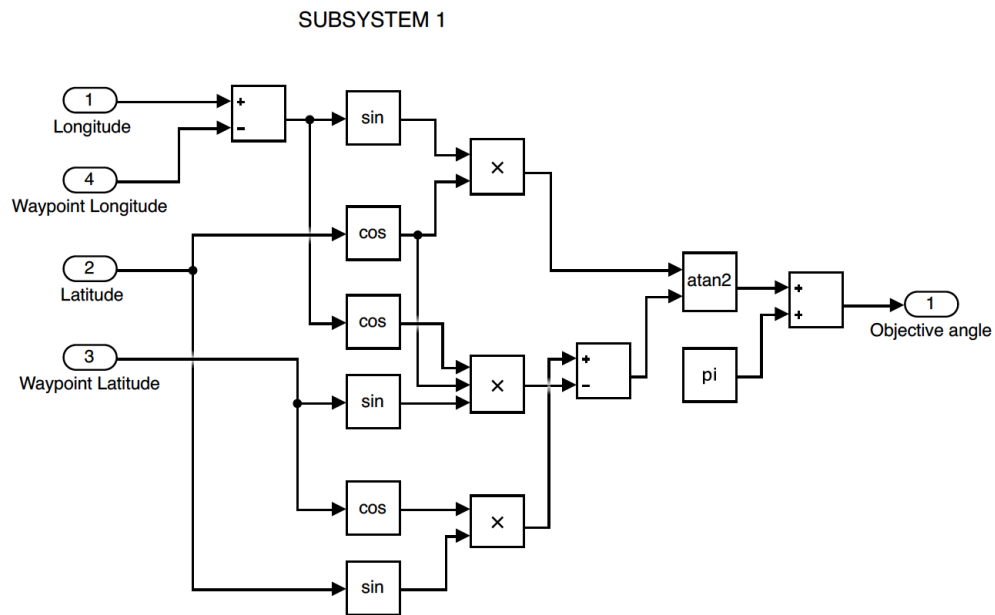 SUBSYSTEM 1
1
Longitude
4
Waypoint Longitude
2
Latitude
3
Waypoint Latitude
+
−
sin
cos
cos
sin
cos
sin
×
×
×
+
−
atan2
pi
+
+
1
Objective angle